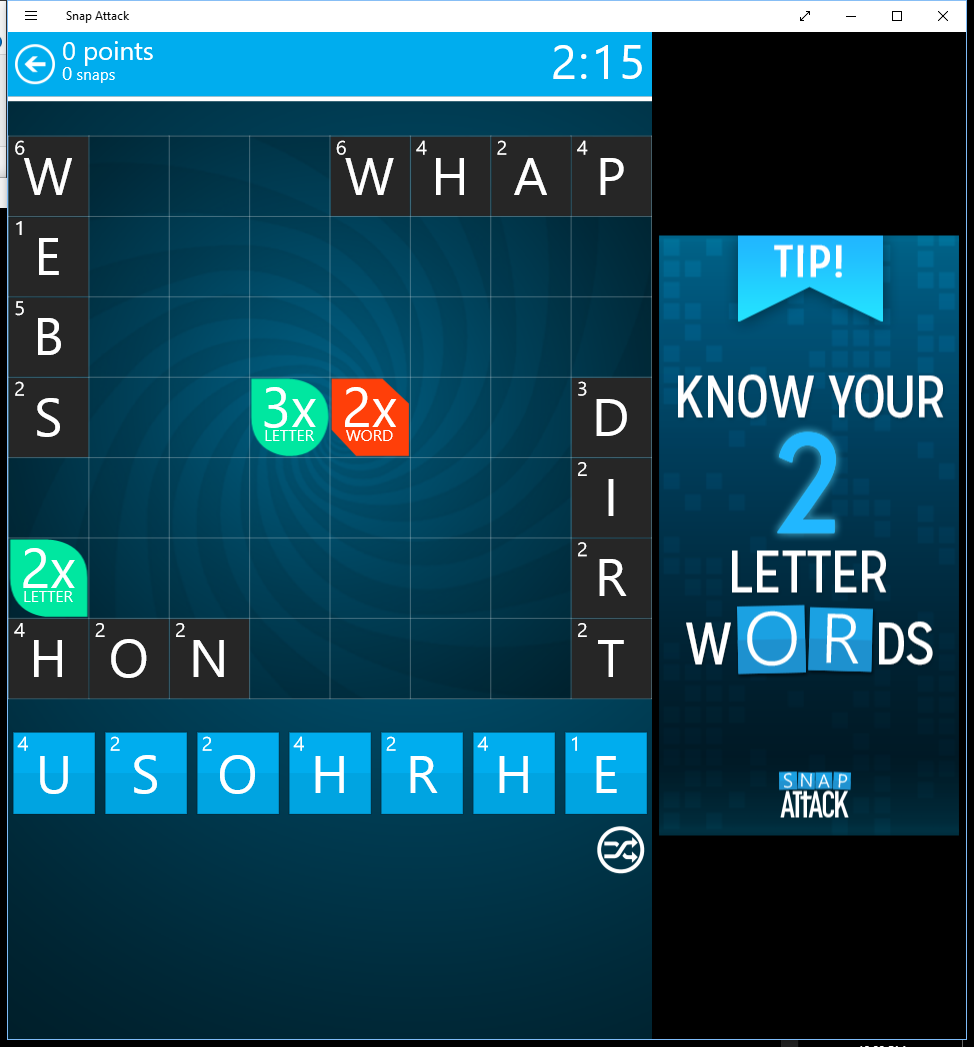 Snap Attack
0 points
0 snaps
2:15
6 W 6 W 4 H 2 A 4 P
1 E
5 B
2 S 3x LETTER 2x WORD 3 D
2 I
2x LETTER 2 R
4 H 2 O 2 N 2 T
4 U 2 S 2 O 4 H 2 R 4 H 1 E
TIP!
KNOW YOUR
2
LETTER
WORDS
SNAP
ATTACK